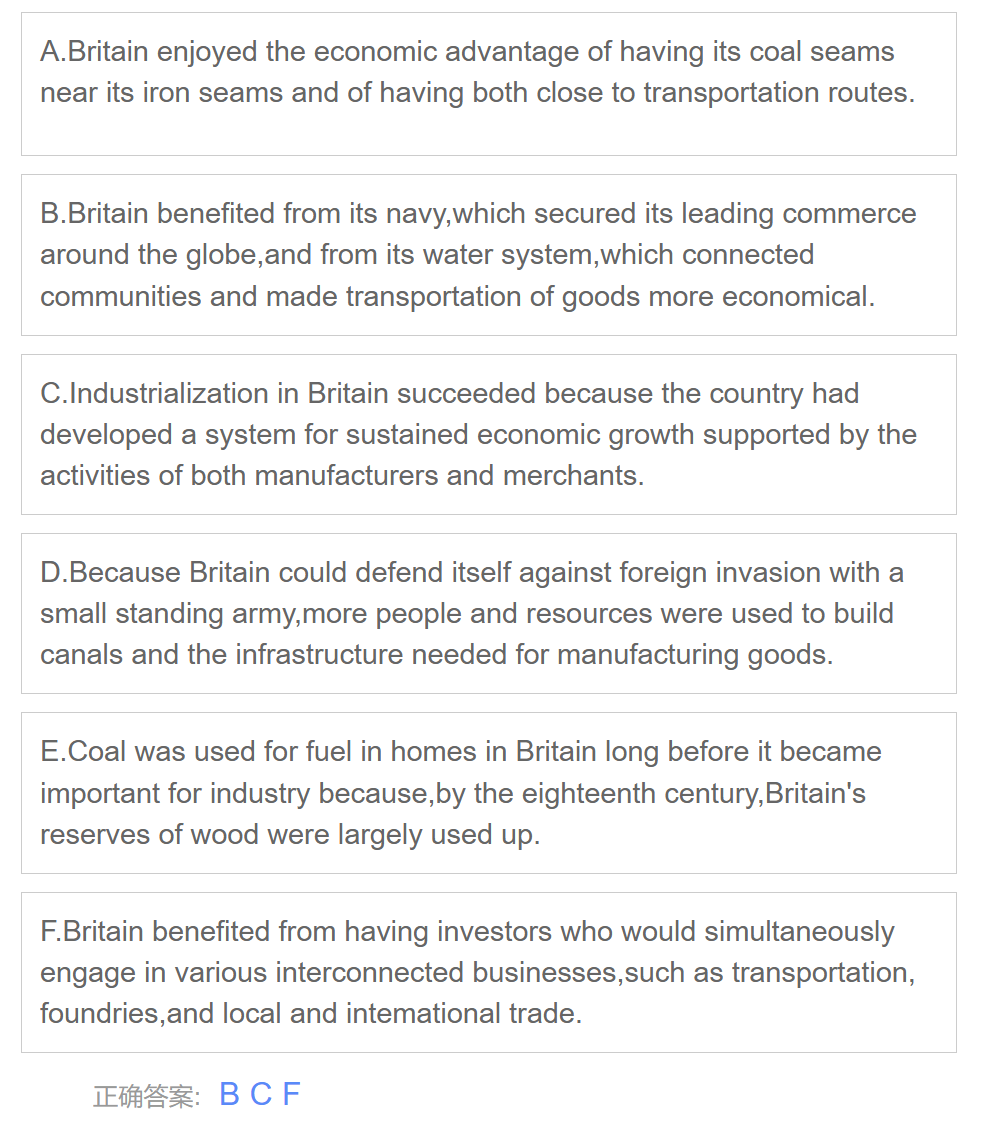 A.Britain enjoyed the economic advantage of having its coal seams
near its iron seams and of having both close to transportation routes.
B.Britain benefited from its navy,which secured its leading commerce
around the globe,and from its water system,which connected
communities and made transportation of goods more economical.
C.Industrialization in Britain succeeded because the country had
developed a system for sustained economic growth supported by the
activities of both manufacturers and merchants.
D.Because Britain could defend itself against foreign invasion with a
small standing army,more people and resources were used to build
canals and the infrastructure needed for manufacturing goods.
E.Coal was used for fuel in homes in Britain long before it became
important for industry because,by the eighteenth century,Britain's
reserves of wood were largely used up.
F.Britain benefited from having investors who would simultaneously
engage in various interconnected businesses,such as transportation,
foundries,and local and intemational trade.
正确答案: B C F